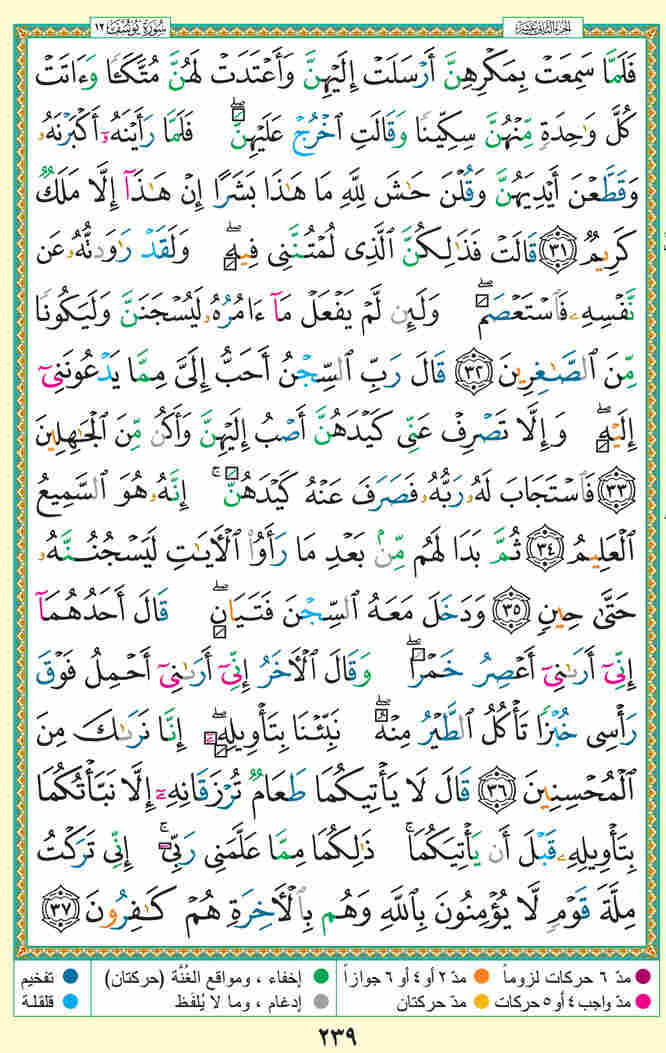 الجزء الثاني عشر
سورة يوسف ١٢
فَلَمَّا سَمِعَتْ بِمَكْرِهِنَّ أَرْسَلَتْ إِلَيْهِنَّ وَأَعْتَدَتْ لَهُنَّ مُتَّكَـًٔا وَءَاتَتْ
كُلَّ وَٰحِدَةٍ مِّنْهُنَّ سِكِّينًا وَقَالَتِ ٱخْرُجْ عَلَيْهِنَّ ۖ فَلَمَّا رَأَيْنَهُۥٓ أَكْبَرْنَهُۥ
وَقَطَّعْنَ أَيْدِيَهُنَّ وَقُلْنَ حَـٰشَ لِلَّهِ مَا هَـٰذَا بَشَرًا إِنْ هَـٰذَآ إِلَّا مَلَكٌ
كَرِيمٌ ٣١ قَالَتْ فَذَٰلِكُنَّ ٱلَّذِى لُمْتُنَّنِى فِيهِ ۖ وَلَقَدْ رَٰوَدتُّهُۥ عَن
نَّفْسِهِۦ فَٱسْتَعْصَمَ ۖ وَلَئِن لَّمْ يَفْعَلْ مَآ ءَامُرُهُۥ لَيُسْجَنَنَّ وَلَيَكُونًا
مِّنَ ٱلصَّـٰغِرِينَ ٣٢ قَالَ رَبِّ ٱلسِّجْنُ أَحَبُّ إِلَىَّ مِمَّا يَدْعُونَنِىٓ
إِلَيْهِ ۖ وَإِلَّا تَصْرِفْ عَنِّى كَيْدَهُنَّ أَصْبُ إِلَيْهِنَّ وَأَكُن مِّنَ ٱلْجَـٰهِلِينَ
٣٣ فَٱسْتَجَابَ لَهُۥ رَبُّهُۥ فَصَرَفَ عَنْهُ كَيْدَهُنَّ ۚ إِنَّهُۥ هُوَ ٱلسَّمِيعُ
ٱلْعَلِيمُ ٣٤ ثُمَّ بَدَا لَهُم مِّنۢ بَعْدِ مَا رَأَوُا۟ ٱلْـَٔايَـٰتِ لَيَسْجُنُنَّهُۥ
حَتَّىٰ حِينٍ ٣٥ وَدَخَلَ مَعَهُ ٱلسِّجْنَ فَتَيَانِ ۖ قَالَ أَحَدُهُمَآ
إِنِّىٓ أَرَىٰنِىٓ أَعْصِرُ خَمْرًا ۖ وَقَالَ ٱلْـَٔاخَرُ إِنِّىٓ أَرَىٰنِىٓ أَحْمِلُ فَوْقَ
رَأْسِى خُبْزًا تَأْكُلُ ٱلطَّيْرُ مِنْهُ ۖ نَبِّئْنَا بِتَأْوِيلِهِۦٓ ۖ إِنَّا نَرَىٰكَ مِنَ
ٱلْمُحْسِنِينَ ٣٦ قَالَ لَا يَأْتِيكُمَا طَعَامٌ تُرْزَقَانِهِۦٓ إِلَّا نَبَّأْتُكُمَا
بِتَأْوِيلِهِۦ قَبْلَ أَن يَأْتِيَكُمَا ۚ ذَٰلِكُمَا مِمَّا عَلَّمَنِى رَبِّىٓ ۚ إِنِّى تَرَكْتُ
مِلَّةَ قَوْمٍ لَّا يُؤْمِنُونَ بِٱللَّهِ وَهُم بِٱلْـَٔاخِرَةِ هُمْ كَـٰفِرُونَ ٣٧
مدّ ٦ حركات لزوماً مدّ ٢ أو ٤ أو ٦ جوازاً إخفاء ، ومواقع الغُنَّة (حركتان) تفخيم
مدّ واجب ٤ أو ٥ حركات مدّ حركتان إدغام ، وما لا يُلفَظ قلقلة
٢٣٩